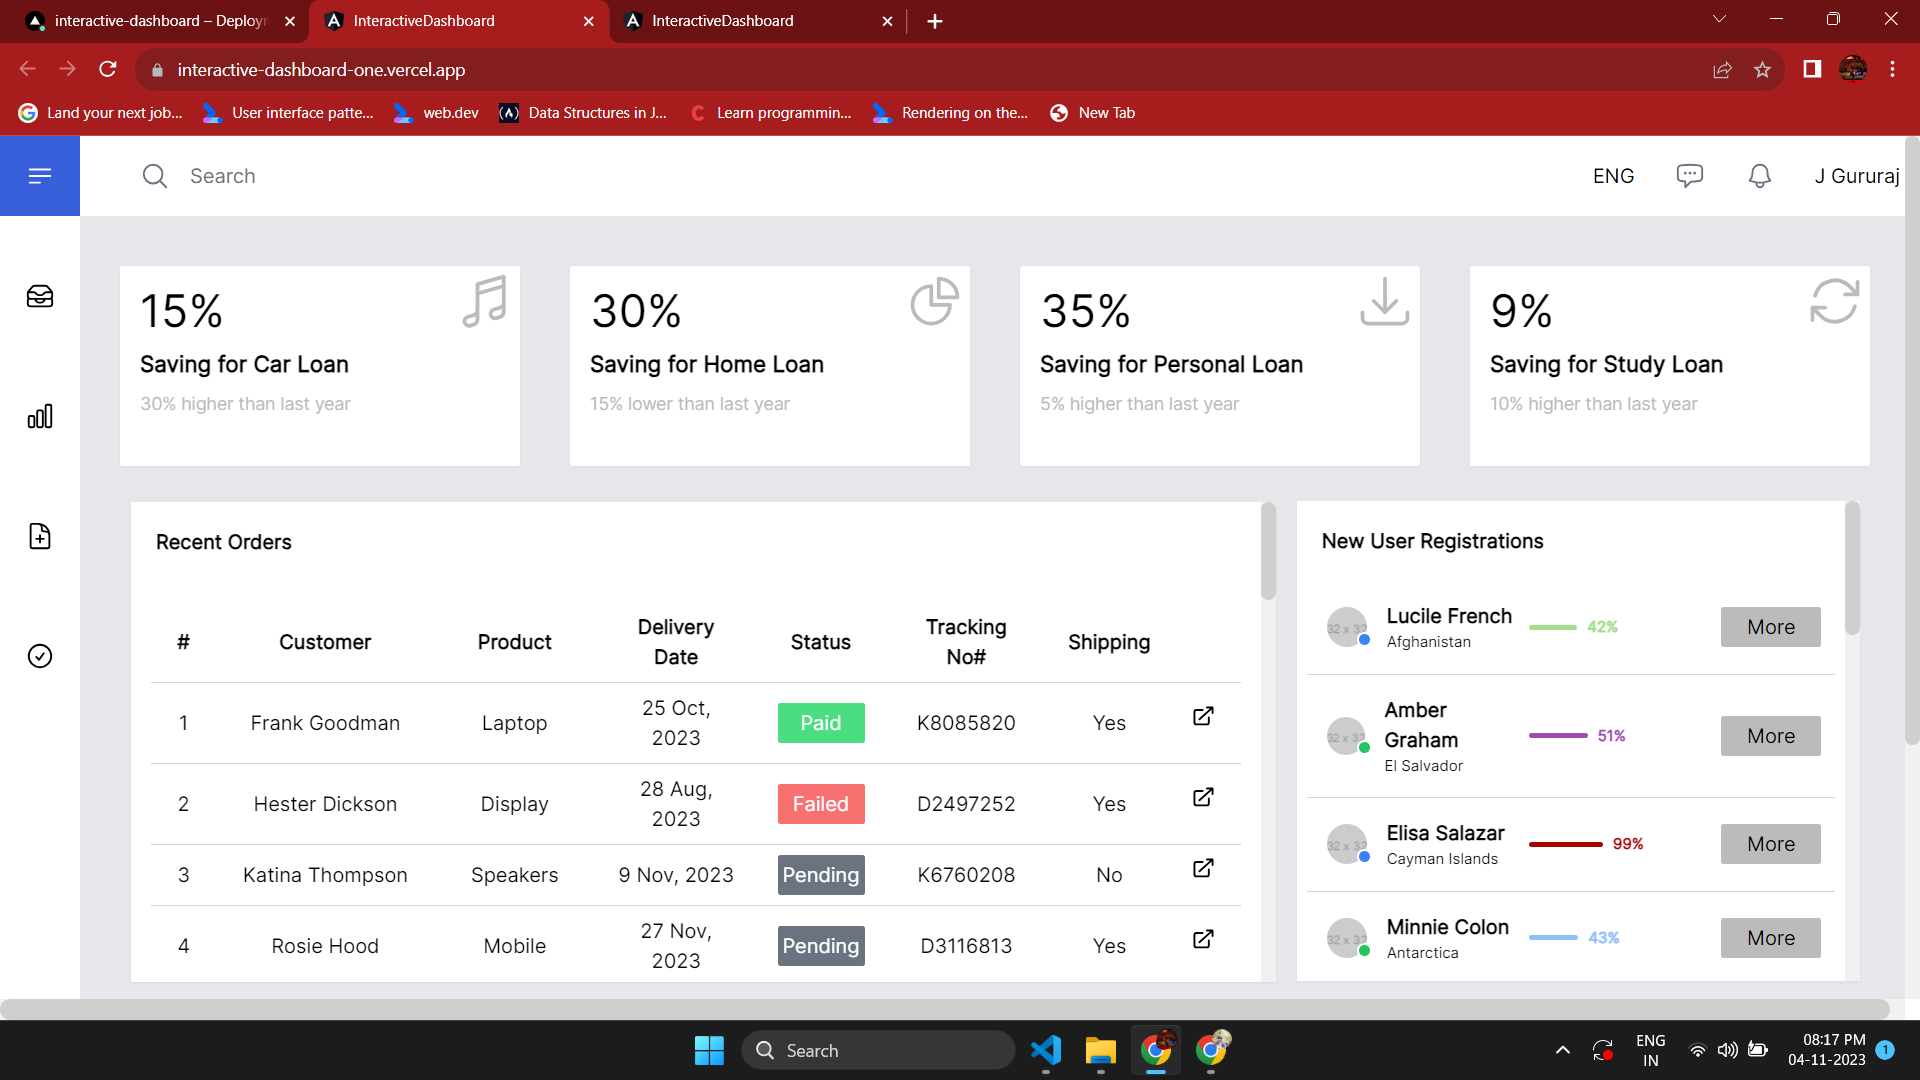 interactive-dashboard – Deploym
InteractiveDashboard
InteractiveDashboard
interactive-dashboard-one.vercel.app
Land your next job...
User interface patte...
web.dev
Data Structures in J...
Learn programmin...
Rendering on the...
New Tab
Search
ENG
J Gururaj
15%
Saving for Car Loan
30% higher than last year
30%
Saving for Home Loan
15% lower than last year
35%
Saving for Personal Loan
5% higher than last year
9%
Saving for Study Loan
10% higher than last year
Recent Orders
# Customer Product Delivery Date Status Tracking No# Shipping
1 Frank Goodman Laptop 25 Oct, 2023 Paid K8085820 Yes
2 Hester Dickson Display 28 Aug, 2023 Failed D2497252 Yes
3 Katina Thompson Speakers 9 Nov, 2023 Pending K6760208 No
4 Rosie Hood Mobile 27 Nov, 2023 Pending D3116813 Yes
New User Registrations
32 x 32
Lucile French
Afghanistan
42%
More
32 x 32
Amber
Graham
El Salvador
51%
More
32 x 32
Elisa Salazar
Cayman Islands
99%
More
32 x 32
Minnie Colon
Antarctica
43%
More
Search
ENG
IN
08:17 PM
04-11-2023
1